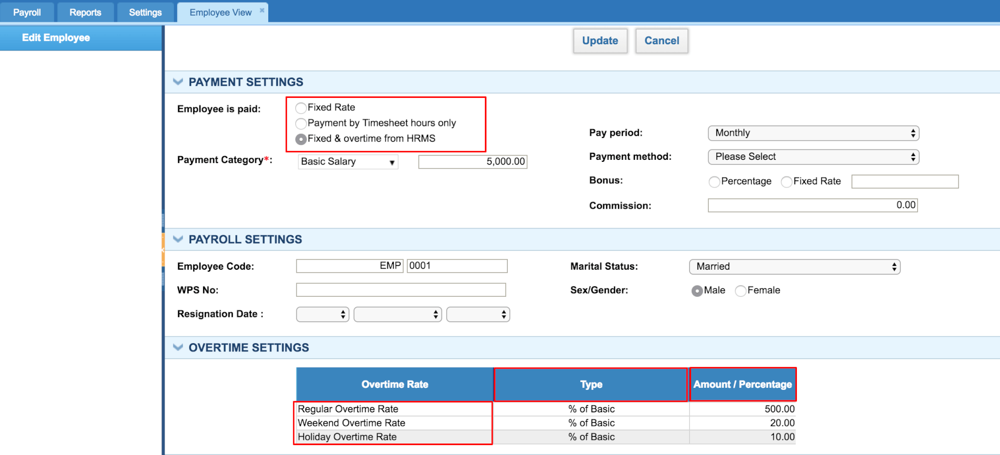 Payroll Reports Settings Employee View
Edit Employee
Update Cancel
PAYMENT SETTINGS
Employee is paid:
Fixed Rate
Payment by Timesheet hours only
Fixed & overtime from HRMS
Payment Category*: Basic Salary 5,000.00
Pay period: Monthly
Payment method: Please Select
Bonus: Percentage Fixed Rate
Commission: 0.00
PAYROLL SETTINGS
Employee Code: EMP 0001
WPS No:
Resignation Date :
Marital Status: Married
Sex/Gender: Male Female
OVERTIME SETTINGS
Overtime Rate Type Amount / Percentage
Regular Overtime Rate % of Basic 500.00
Weekend Overtime Rate % of Basic 20.00
Holiday Overtime Rate % of Basic 10.00